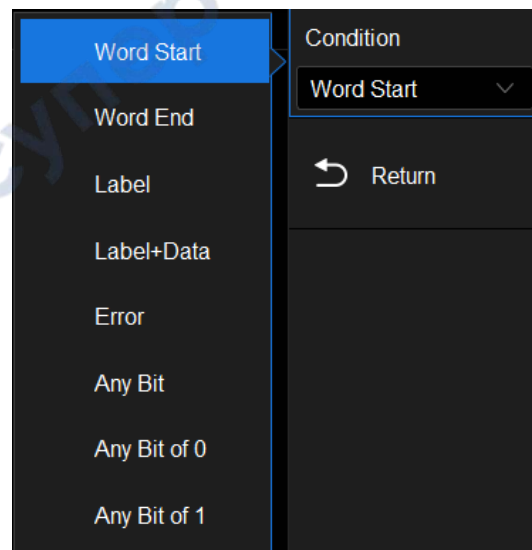 Word Start
Word End
Label
Label+Data
Error
Any Bit
Any Bit of 0
Any Bit of 1
Condition
Word Start
Return